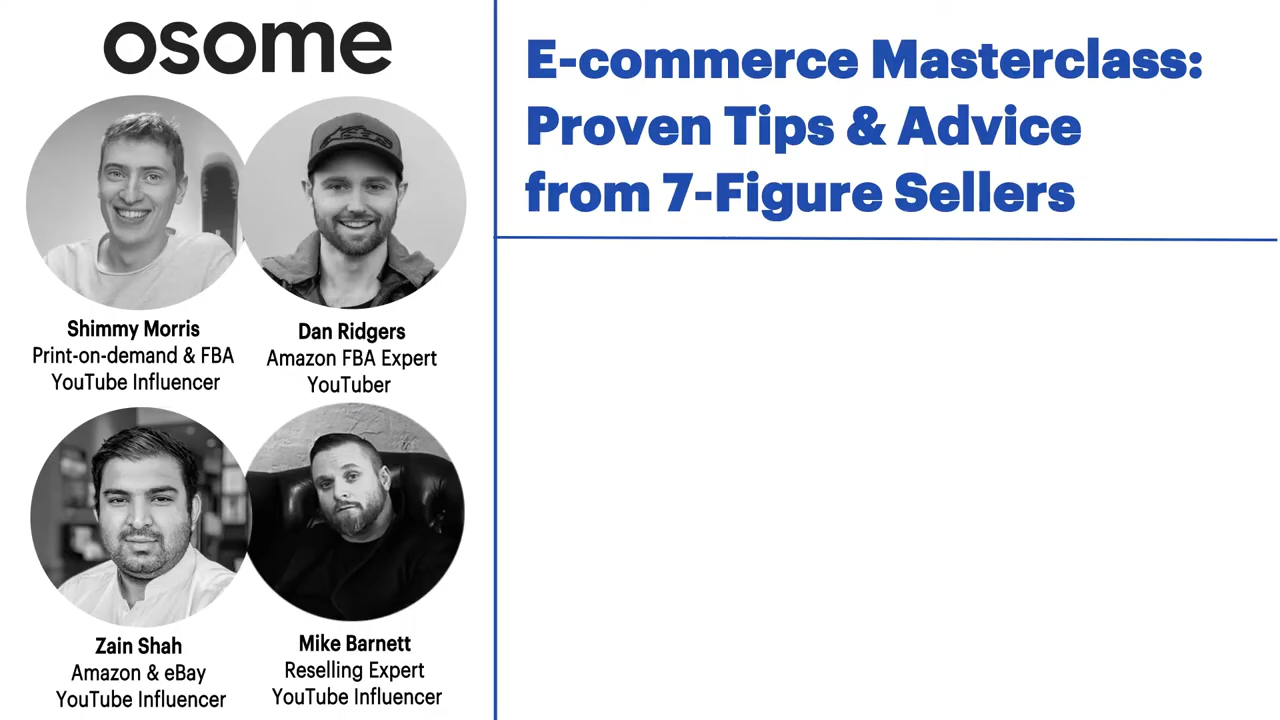 osome
E-commerce Masterclass:
Proven Tips & Advice
from 7-Figure Sellers
Shimmy Morris
Print-on-demand & FBA
YouTube Influencer
Dan Ridgers
Amazon FBA Expert
YouTuber
Zain Shah
Amazon & eBay
YouTube Influencer
Mike Barnett
Reselling Expert
YouTube Influencer